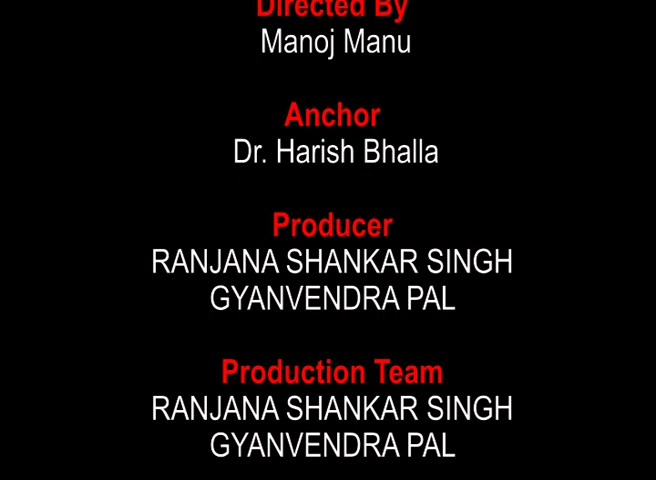 Directed By
Manoj Manu
Anchor
Dr. Harish Bhalla
Producer
RANJANA SHANKAR SINGH
GYANVENDRA PAL
Production Team
RANJANA SHANKAR SINGH
GYANVENDRA PAL